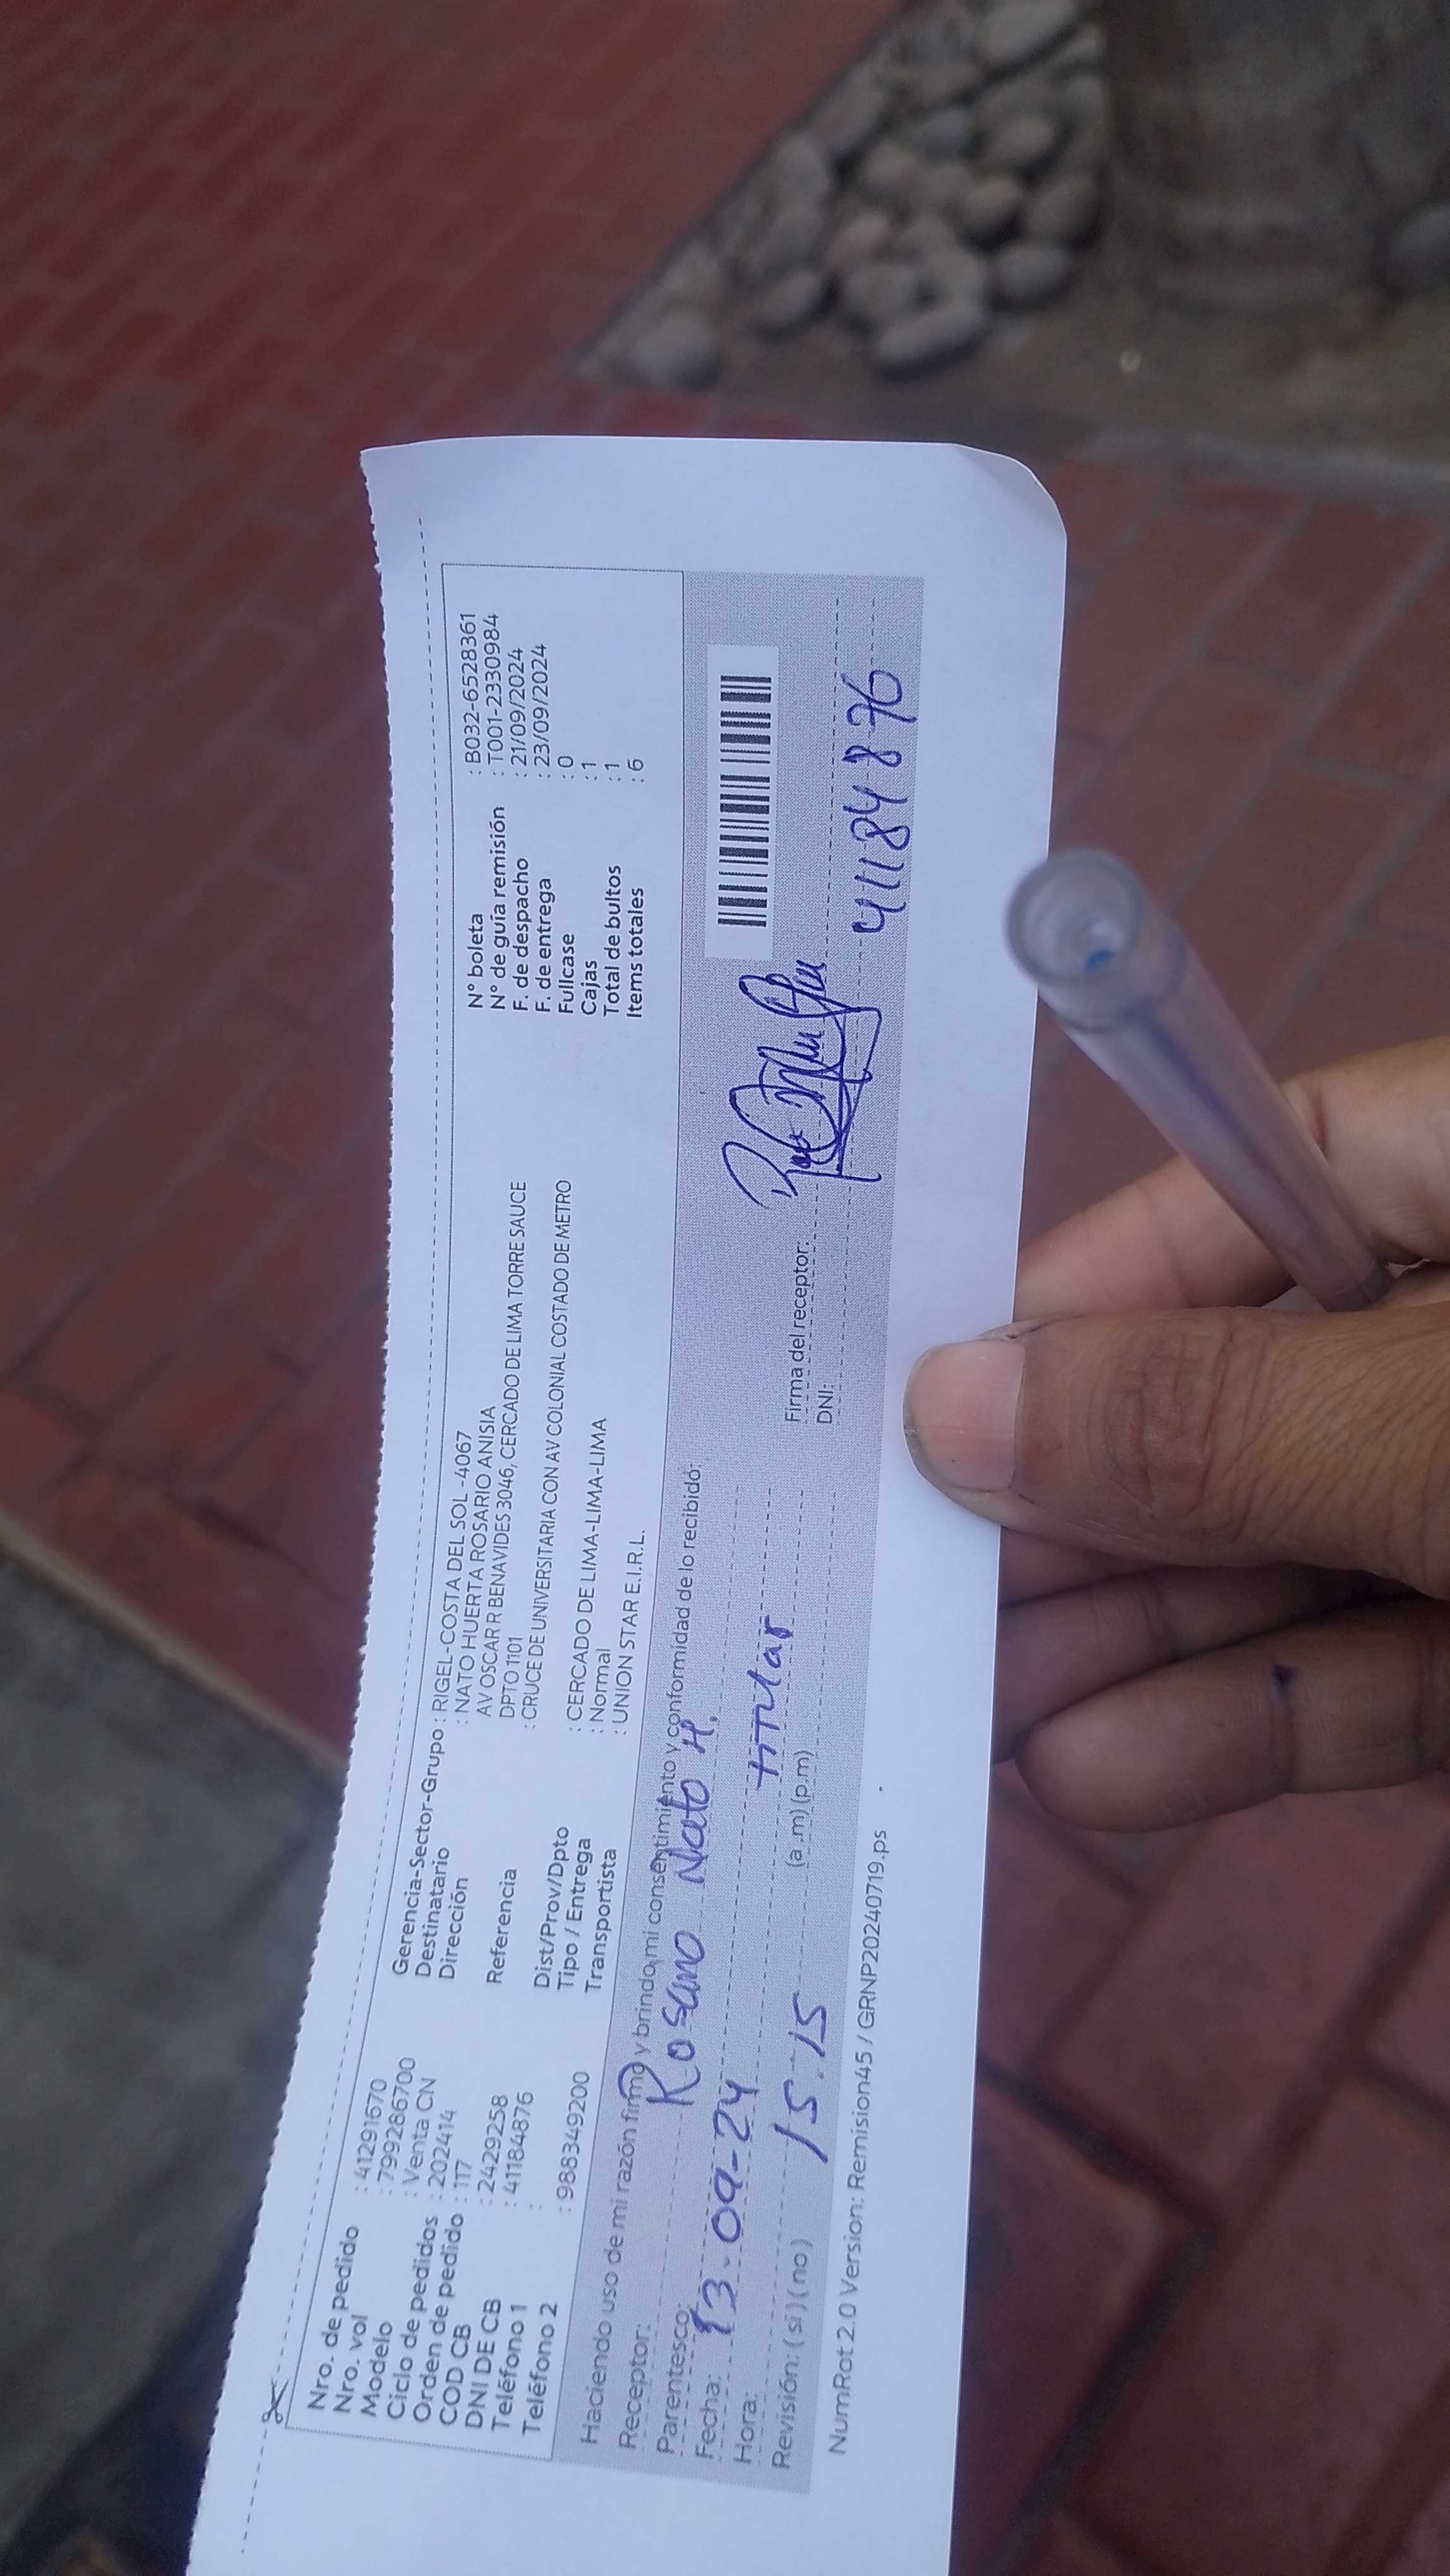 Nro. de pedido : 41291670
Nro. vol : 7992286700
Modelo : Venta CN
Ciclo de pedidos : 202414
Orden de pedido : 117
COD CB : 2429258
DNI DE CB : 41184876
Teléfono 1 :
Teléfono 2 : 988349200
Gerencia-Sector-Grupo : RIGEL-COSTA DEL SOL -4067
Destinatario : NATO HUERTA ROSARIO ANISIA
Dirección AV OSCAR R BENAVIDES 3046, CERCADO DE LIMA TORRE SAUCE
DPTO 1101
Referencia : CRUCE DE UNIVERSITARIA CON AV COLONIAL COSTADO DE METRO
Dist/Prov/Dpto : CERCADO DE LIMA-LIMA-LIMA
Tipo / Entrega : Normal
Transportista : UNION STAR E.I.R.L.
N° boleta : B032-6528361
N° de guía remisión : T001-2330984
F. de despacho : 21/09/2024
F. de entrega : 23/09/2024
Fullcase : 0
Cajas : 1
Total de bultos : 1
Items totales : 6
Haciendo uso de mi razón firmo y brindo mi consentimiento y conformidad de lo recibido:
Receptor: Nato H.
Parentesco: titular
Fecha: 23-09-24
Hora: 15:15 (a.m) (p.m)
Revisión: ( si ) ( no )
Firma del receptor:
DNI: 41184876
NumRot 2.0 Version: Remision45 / GRNP20240719.ps